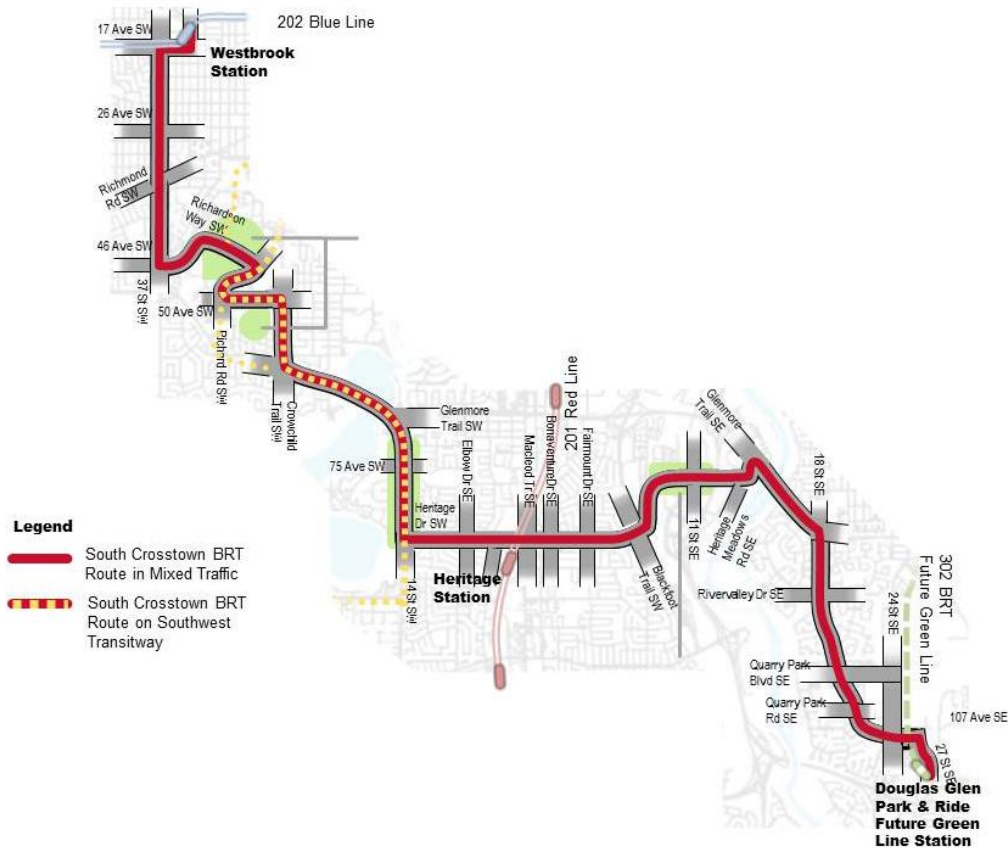 202 Blue Line
17 Ave SW
Westbrook
Station
26 Ave SW
Richmond
Rd SW
Richardson
Way SW
46 Ave SW
37 St SW
50 Ave SW
Richard Rd SW
Crowchild
Trail SW
Glenmore
Trail SW
75 Ave SW
Heritage
Dr SW
14 St SW
Elbow Dr SE
Macleod Tr SE
Bonaventure Dr SE
201 Red Line
Fairmount Dr SE
Heritage
Station
Blackfoot
Trail SW
11 St SE
Glenmore
Trail SE
Heritage
Meadows
Rd SE
18 St SE
Rivervalley Dr SE
24 St SE
302 BRT
Future Green Line
Quarry Park
Blvd SE
Quarry Park
Rd SE
107 Ave SE
27 St SE
Douglas Glen
Park & Ride
Future Green
Line Station
Legend
South Crosstown BRT
Route in Mixed Traffic
South Crosstown BRT
Route on Southwest
Transitway